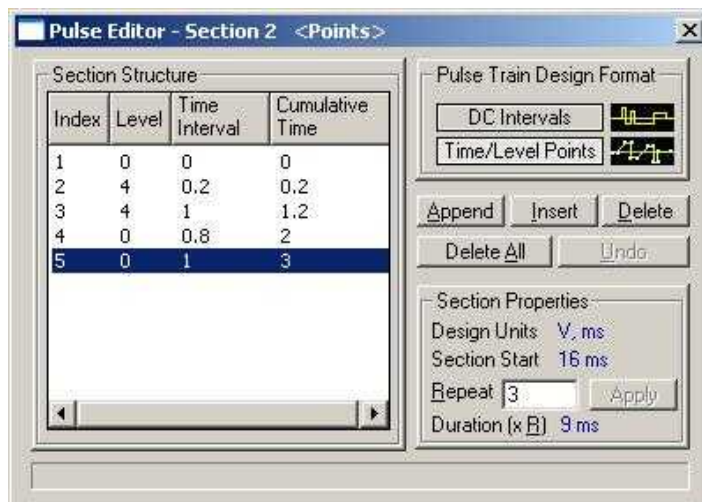 Pulse Editor - Section 2 <Points>
Section Structure
Index Level Time Interval Cumulative Time
1 0 0 0
2 4 0.2 0.2
3 4 1 1.2
4 0 0.8 2
5 0 1 3
Pulse Train Design Format
DC Intervals
Time/Level Points
Append Insert Delete
Delete All Undo
Section Properties
Design Units V, ms
Section Start 16 ms
Repeat 3 Apply
Duration (x R) 9 ms